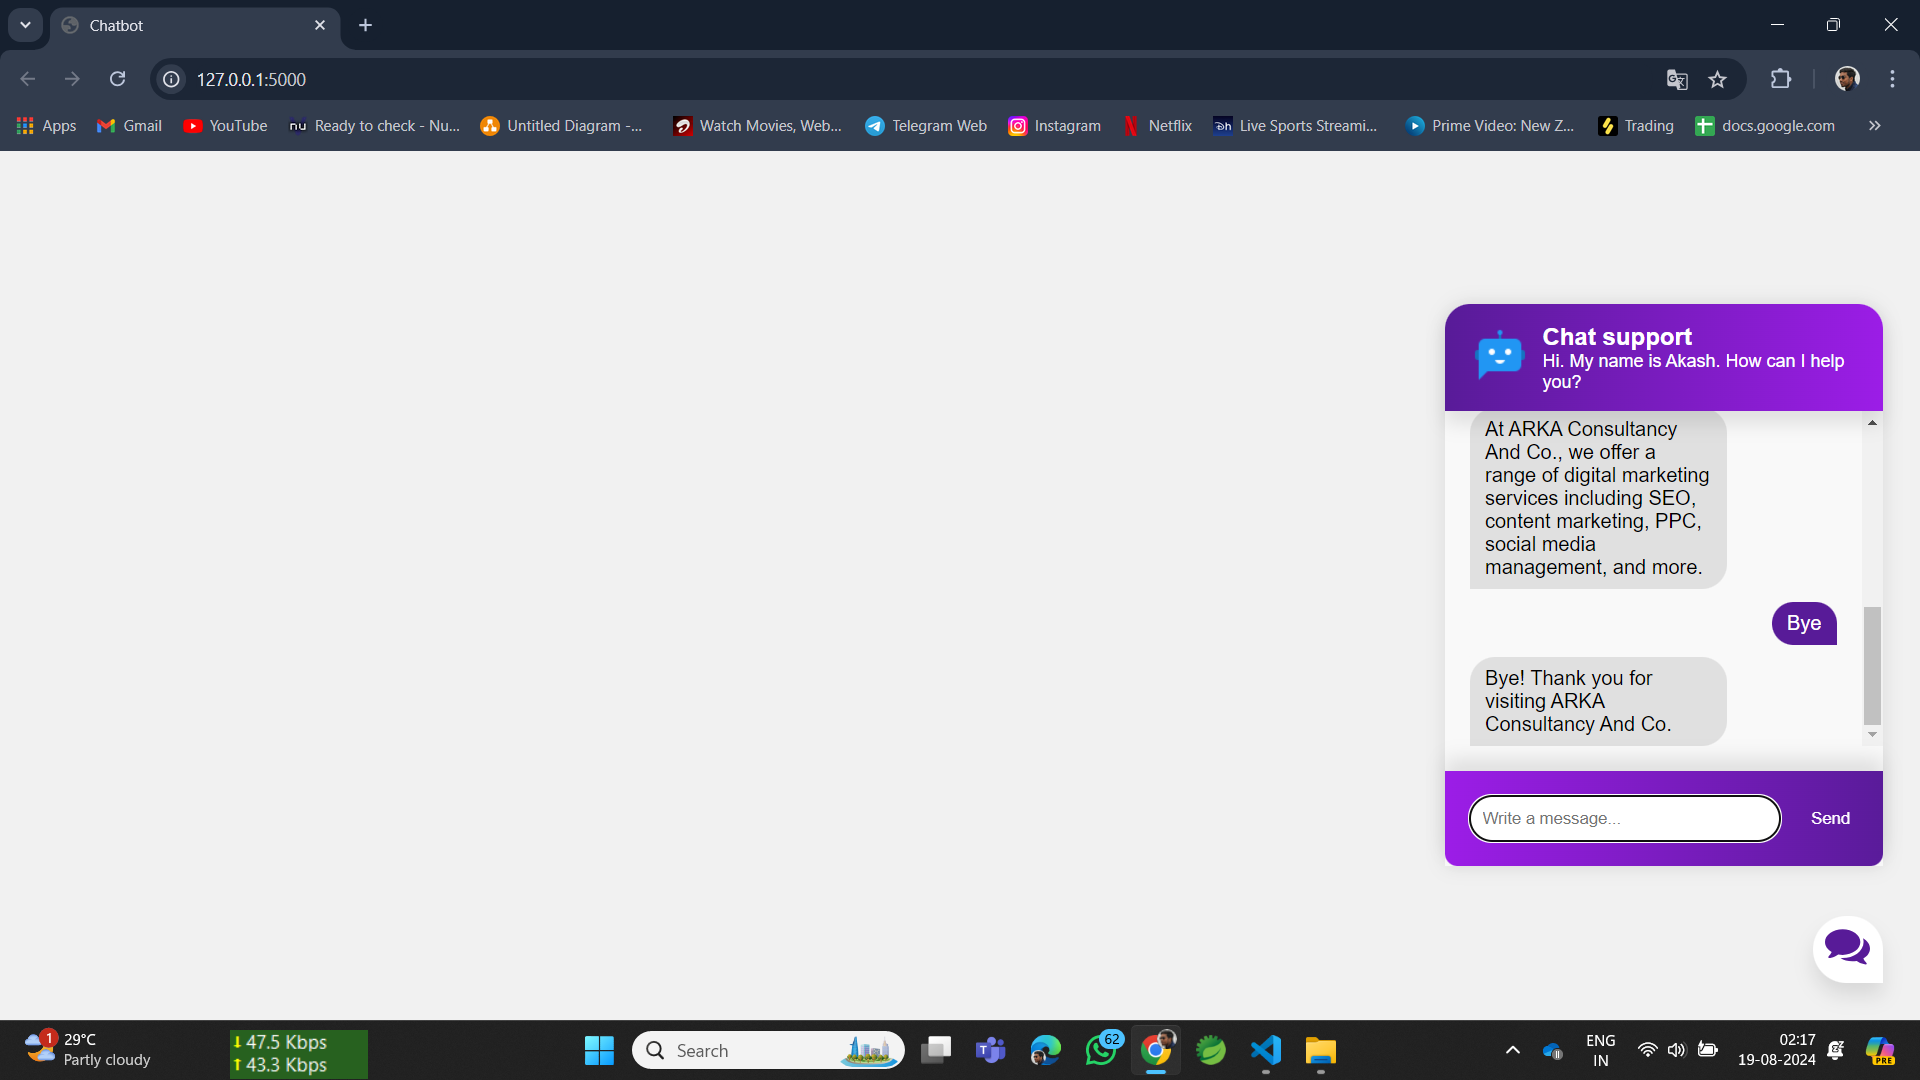 Chatbot
127.0.0.1:5000
Apps
Gmail
YouTube
nu Ready to check - Nu...
Untitled Diagram -...
Watch Movies, Web...
Telegram Web
Instagram
Netflix
Live Sports Streami...
Prime Video: New Z...
Trading
docs.google.com
Chat support
Hi. My name is Akash. How can I help
you?
At ARKA Consultancy
And Co., we offer a
range of digital marketing
services including SEO,
content marketing, PPC,
social media
management, and more.
Bye
Bye! Thank you for
visiting ARKA
Consultancy And Co.
Write a message...
Send
1
29°C
Partly cloudy
47.5 Kbps
43.3 Kbps
Search
62
ENG
IN
02:17
19-08-2024
PRE